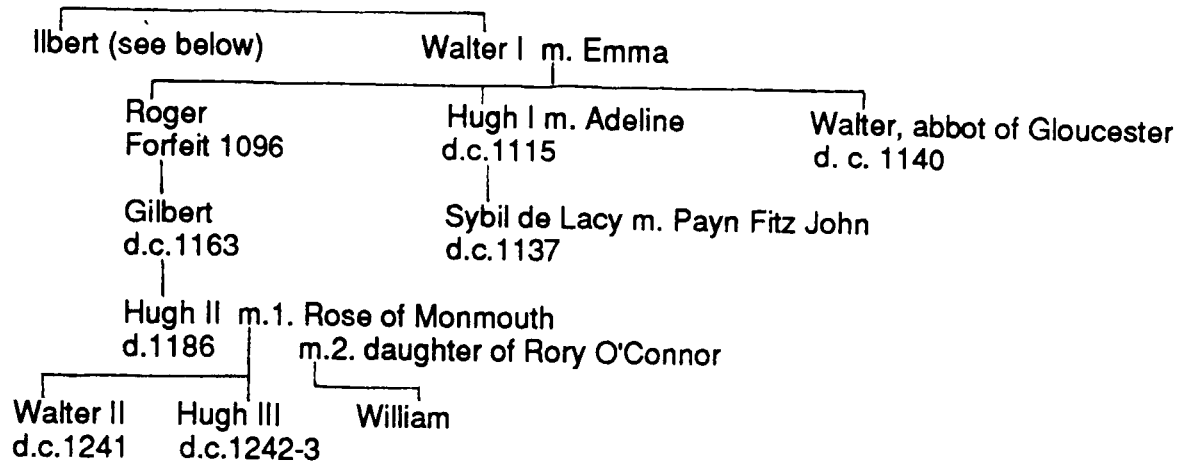 Ilbert (see below) Walter I m. Emma
Roger Hugh I m. Adeline Walter, abbot of Gloucester
Forfeit 1096 d.c.1115 d. c. 1140
Gilbert Sybil de Lacy m. Payn Fitz John
d.c.1163 d.c.1137
Hugh II m.1. Rose of Monmouth
d.1186 m.2. daughter of Rory O'Connor
Walter II Hugh III William
d.c.1241 d.c.1242-3